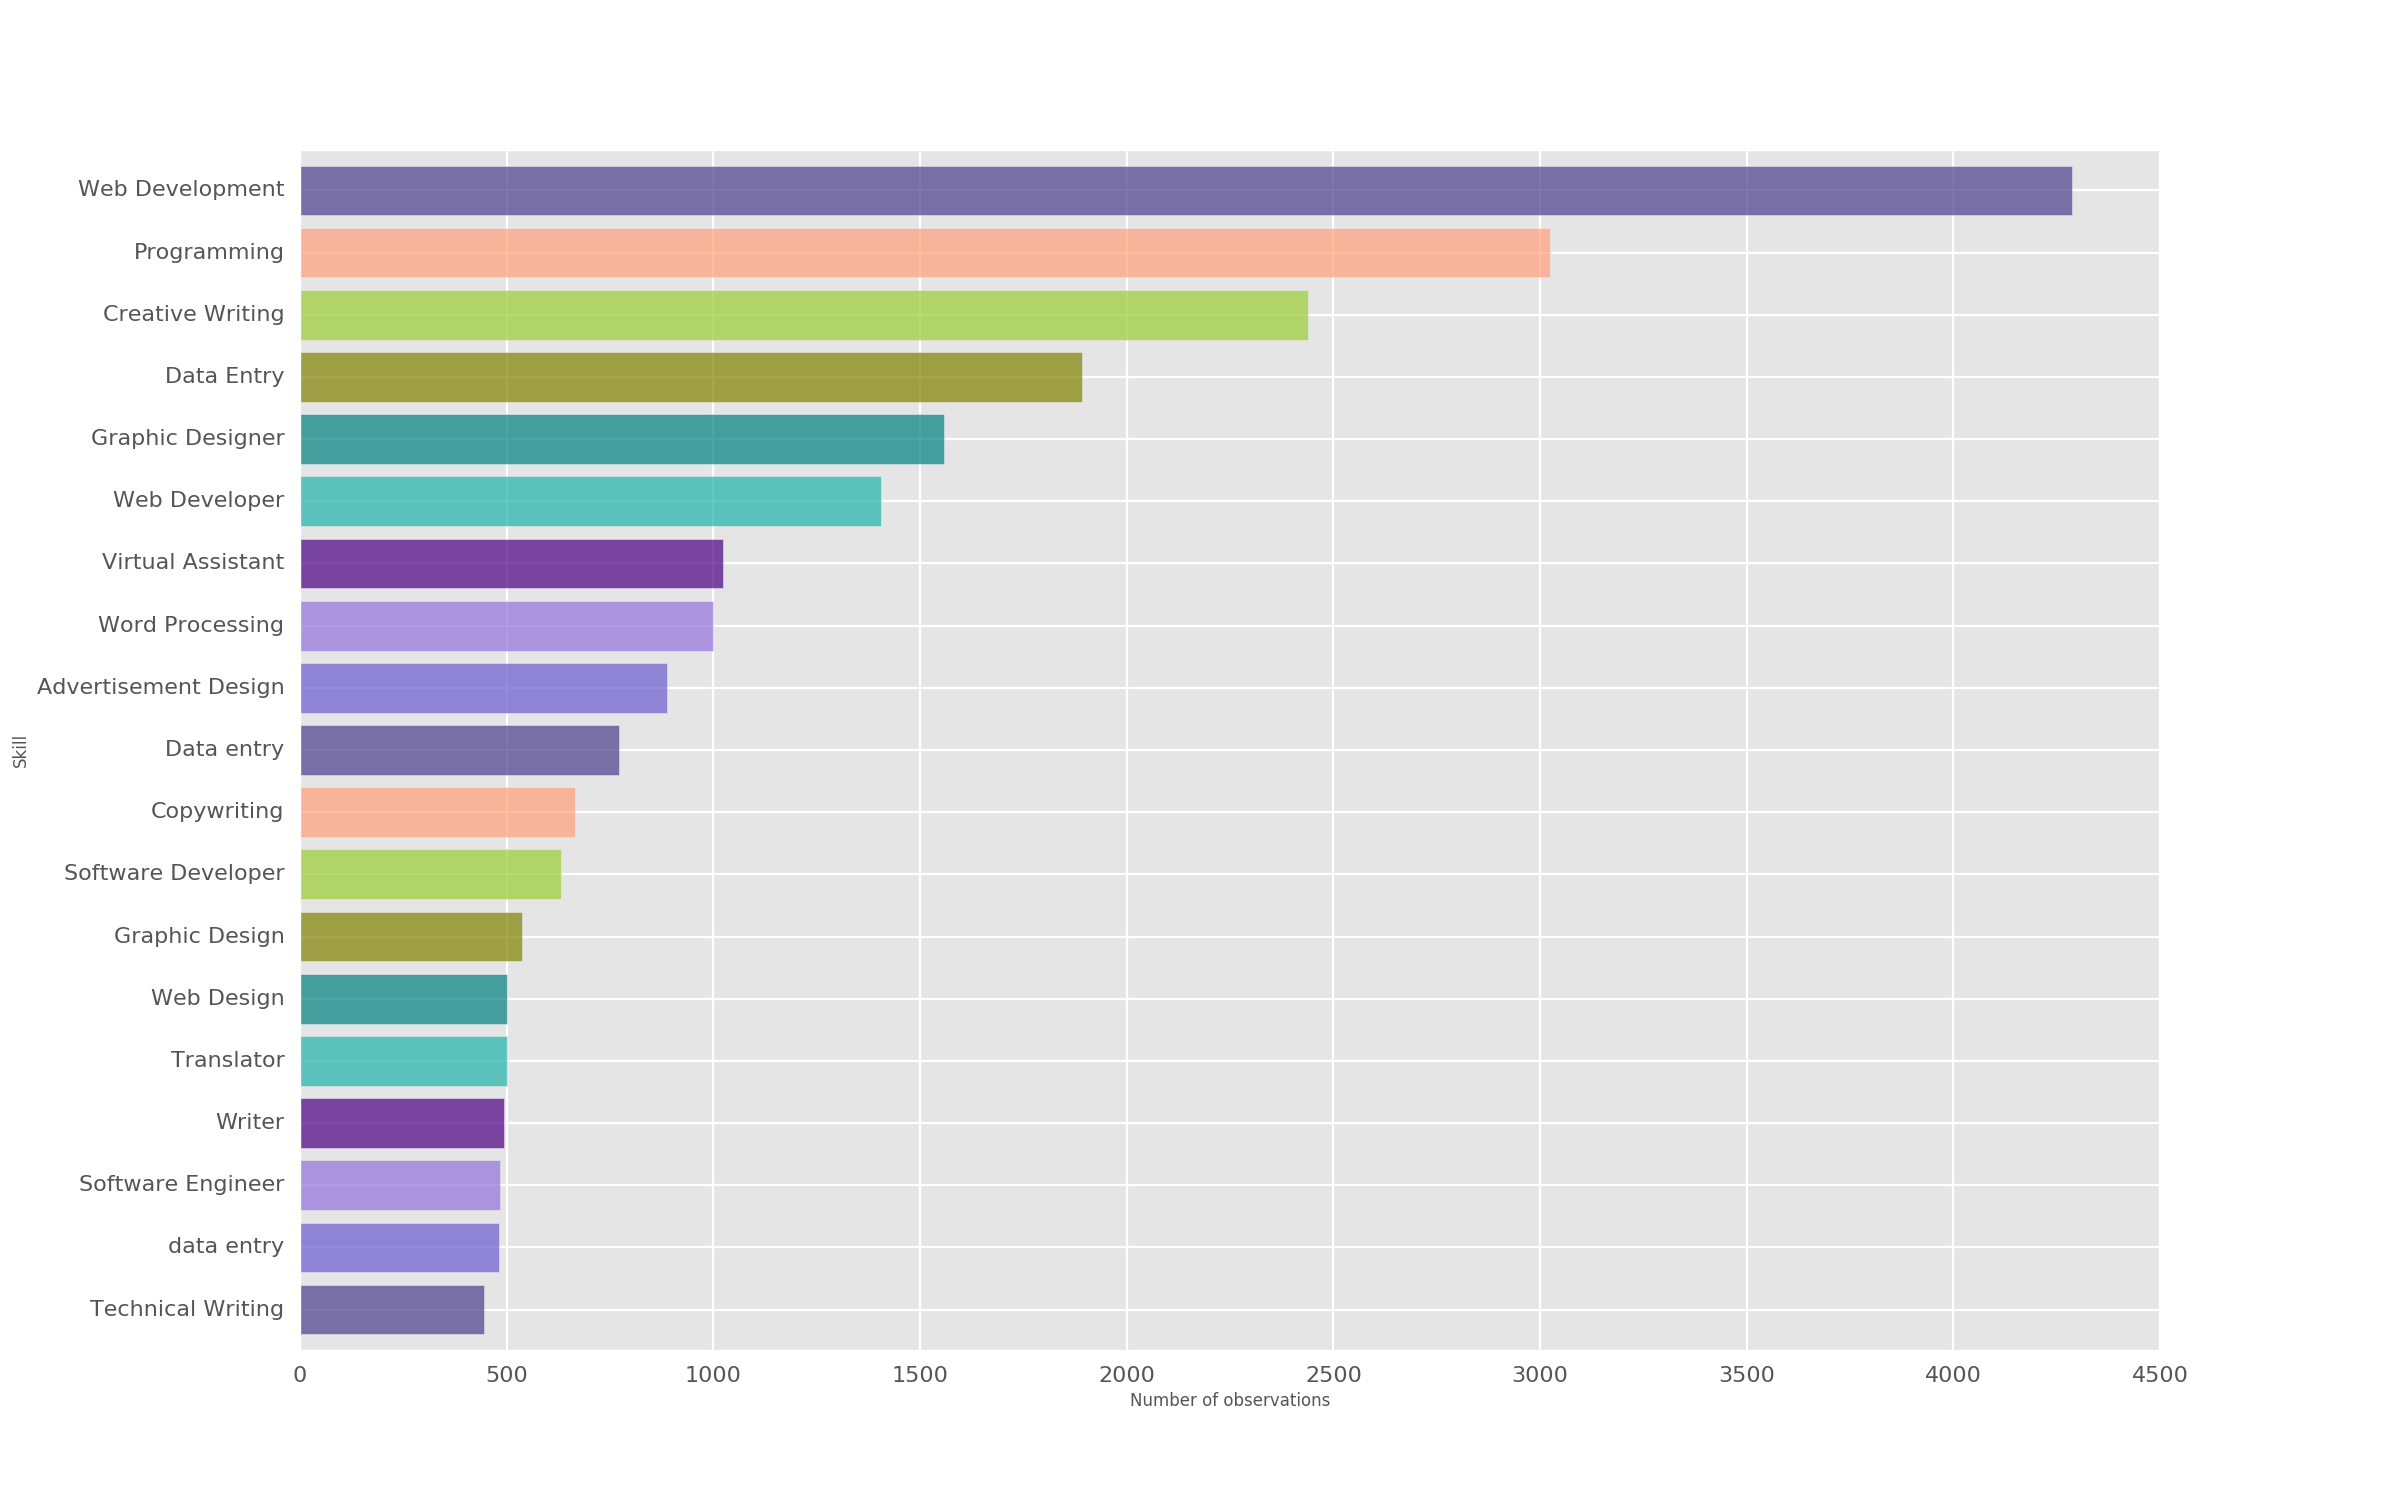 Web Development
Programming
Creative Writing
Data Entry
Graphic Designer
Web Developer
Virtual Assistant
Word Processing
Advertisement Design
Data entry
Copywriting
Software Developer
Graphic Design
Web Design
Translator
Writer
Software Engineer
data entry
Technical Writing
Skill
0 500 1000 1500 2000 2500 3000 3500 4000 4500
Number of observations